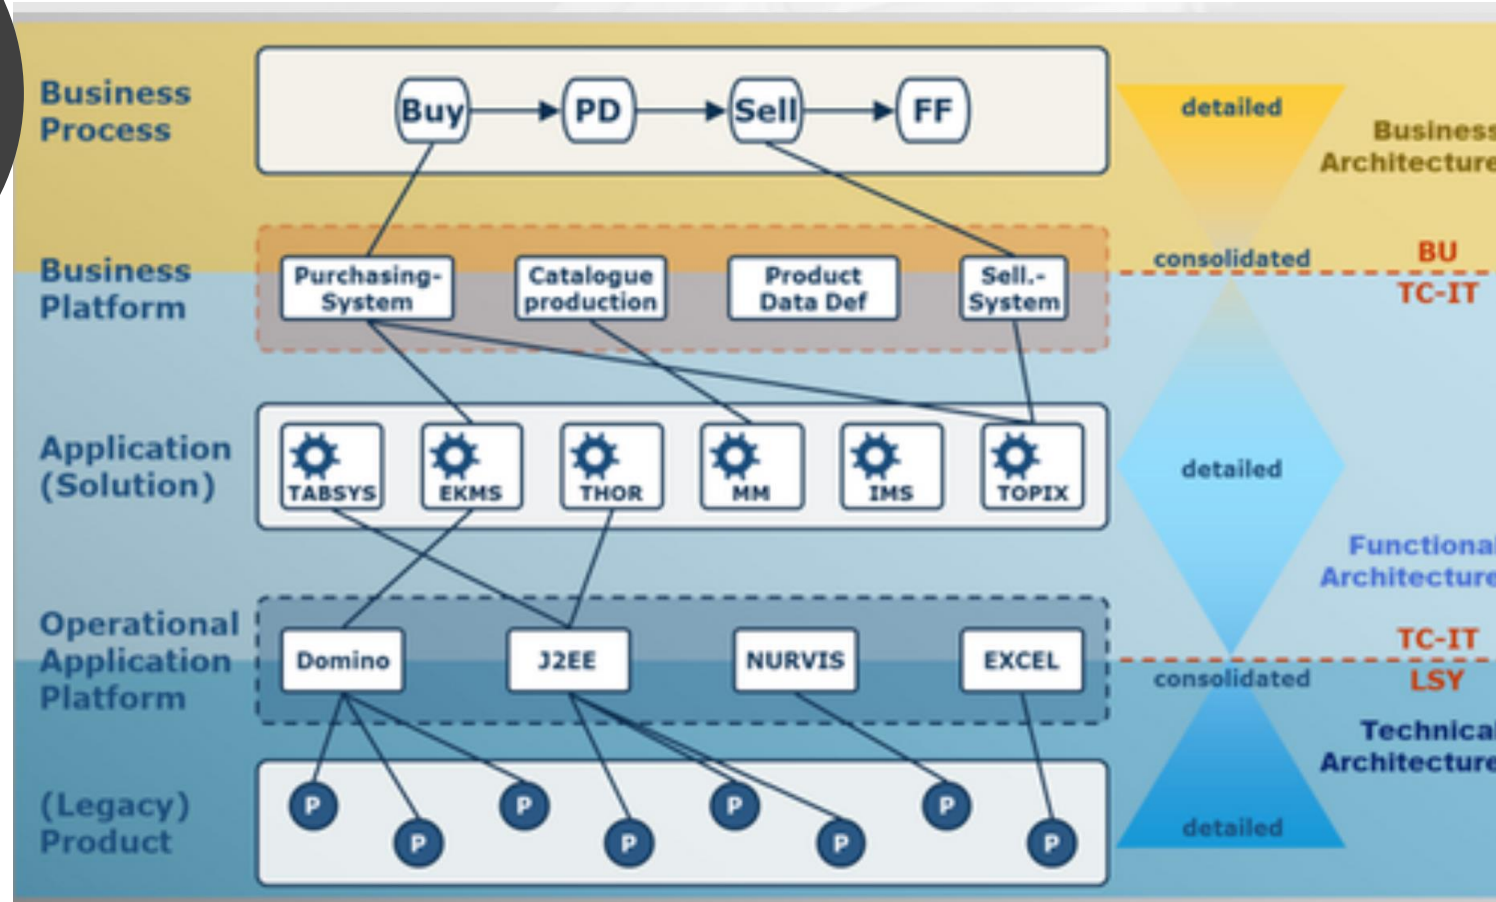 Business
Process
Buy
PD
Sell
FF
detailed
Business
Architecture
Business
Platform
Purchasing-
System
Catalogue
production
Product
Data Def
Sell.-
System
consolidated
BU
TC-IT
Application
(Solution)
TABSYS
EKMS
THOR
MM
IMS
TOPIX
detailed
Functional
Architecture
Operational
Application
Platform
Domino
J2EE
NURVIS
EXCEL
TC-IT
consolidated
LSY
Technical
Architecture
(Legacy)
Product
P
P
P
P
P
P
P
P
detailed